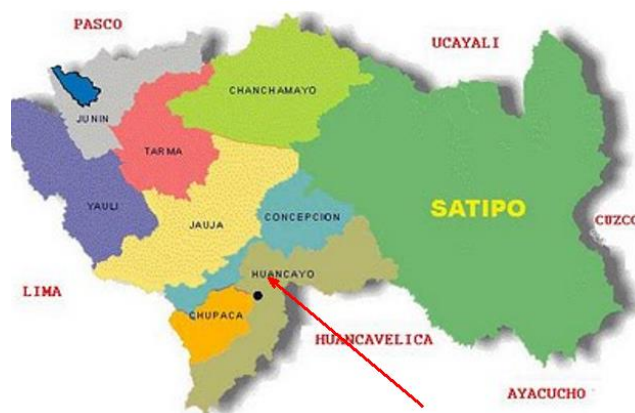 PASCO
UCAYALI
CHANCHAMAYO
JUNIN
TARMA
YAULI
JAUJA
CONCEPCION
SATIPO
CUZCO
LIMA
HUANCAYO
CHUPACA
HUANCAVELICA
AYACUCHO